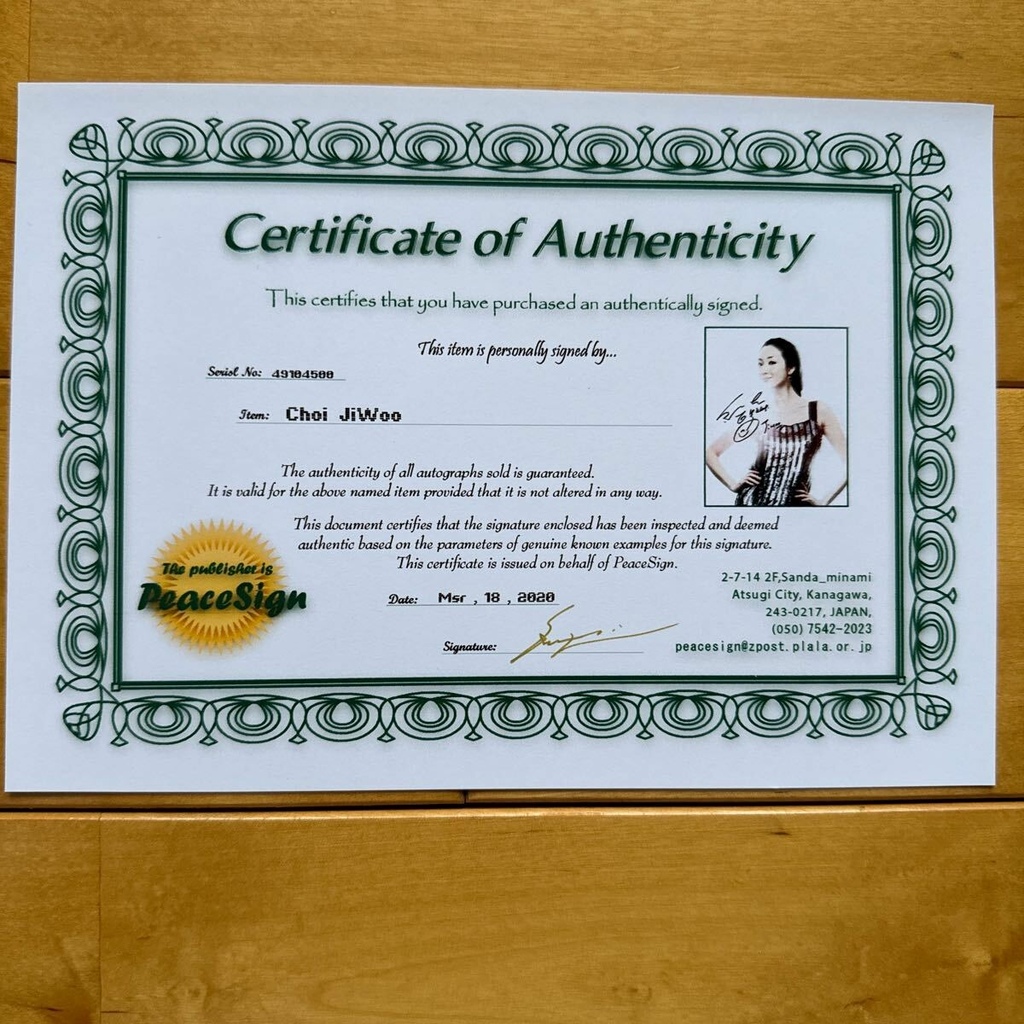 Certificate of Authenticity
This certifies that you have purchased an authentically signed.
This item is personally signed by...
Serisl No: 49104500
Item: Choi JiWoo
The authenticity of all autographs sold is guaranteed.
It is valid for the above named item provided that it is not altered in any way.
This document certifies that the signature enclosed has been inspected and deemed
authentic based on the parameters of genuine known examples for this signature.
This certificate is issued on behalf of PeaceSign.
The publisher is
PeaceSign
Date: Msr , 18 , 2020
Signature:
2-7-14 2F,Sanda_minami
Atsugi City, Kanagawa,
243-0217, JAPAN,
(050) 7542-2023
peacesign@zpost.plala.or.jp